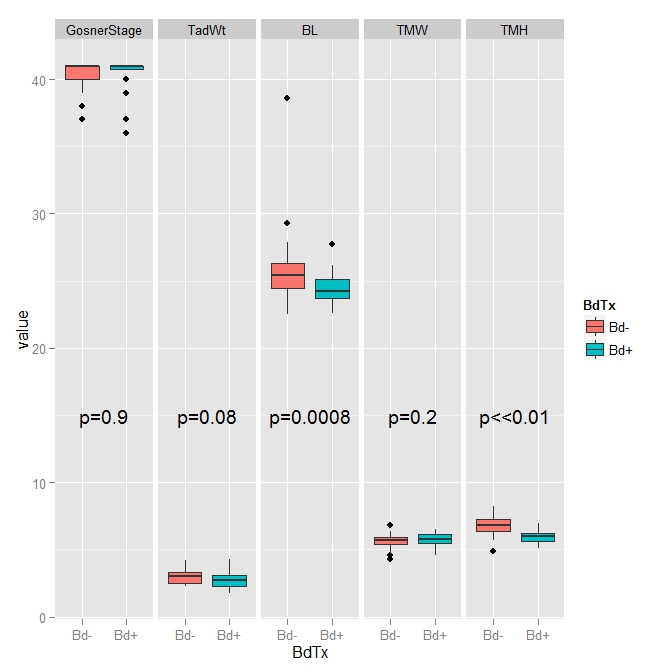 GosnerStage TadWt BL TMW TMH
40
30
20
10
0
value
p=0.9 p=0.08 p=0.0008 p=0.2 p<<0.01
Bd- Bd+ Bd- Bd+ Bd- Bd+ Bd- Bd+ Bd- Bd+
BdTx
BdTx
Bd-
Bd+